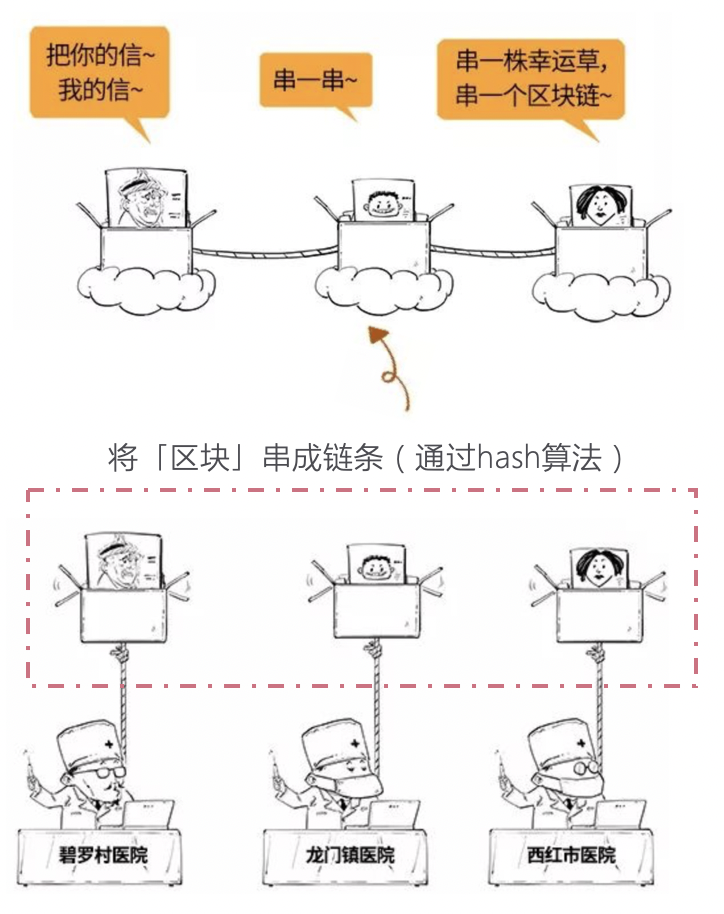 把你的信~
我的信~
串一串~
串一株幸运草,
串一个区块链~
将「区块」串成链条（通过hash算法）
碧罗村医院
龙门镇医院
西红市医院